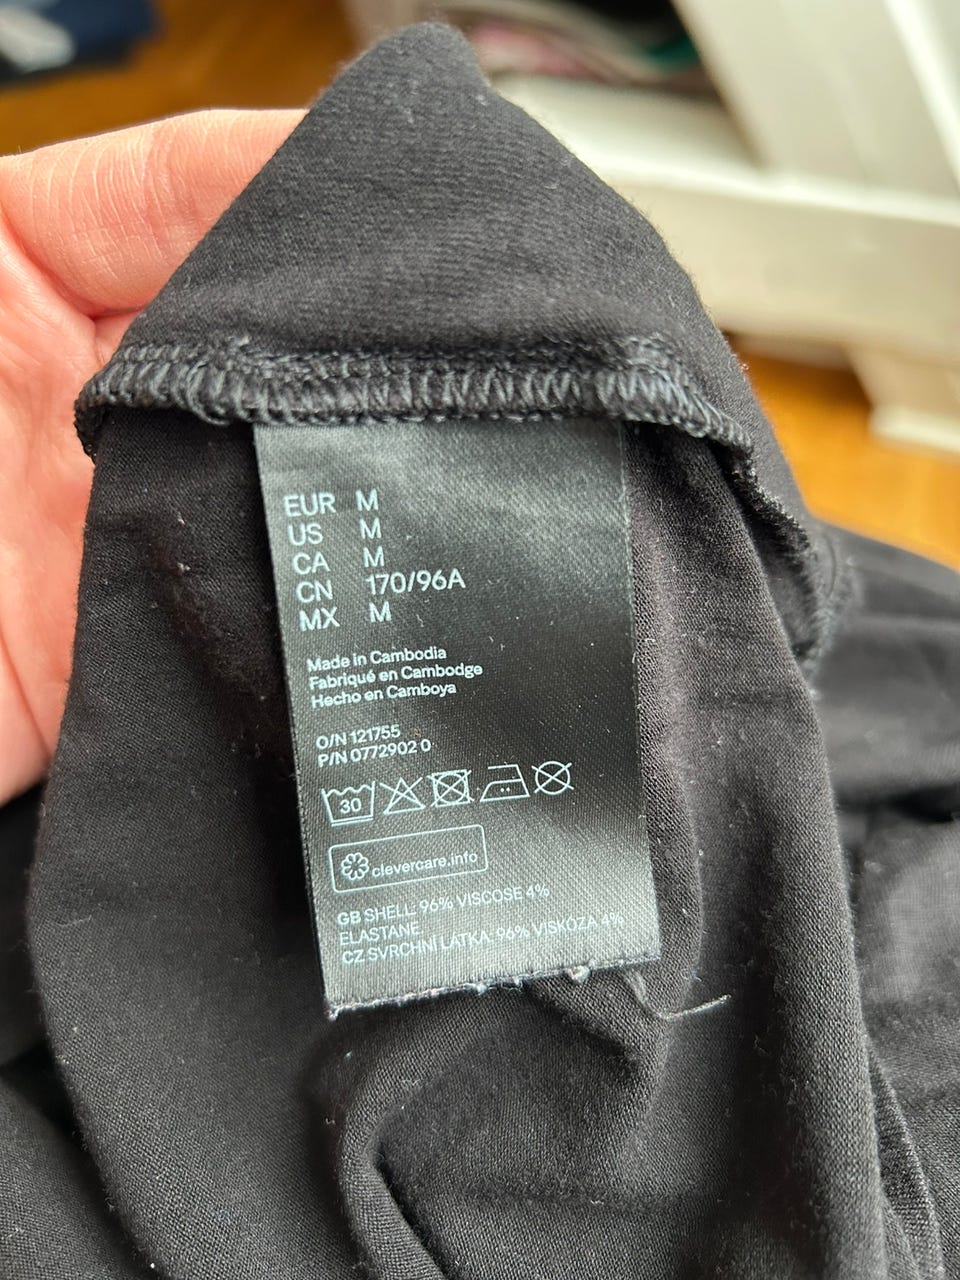 EUR M
US M
CA M
CN 170/96A
MX M
Made in Cambodia
Fabriqué en Cambodge
Hecho en Camboya
O/N 121755
P/N 0772902 0
30
clevercare.info
GB SHELL: 96% VISCOSE 4%
ELASTANE
CZ SVRCHNÍ LÁTKA: 96% VISKÓZA 4%